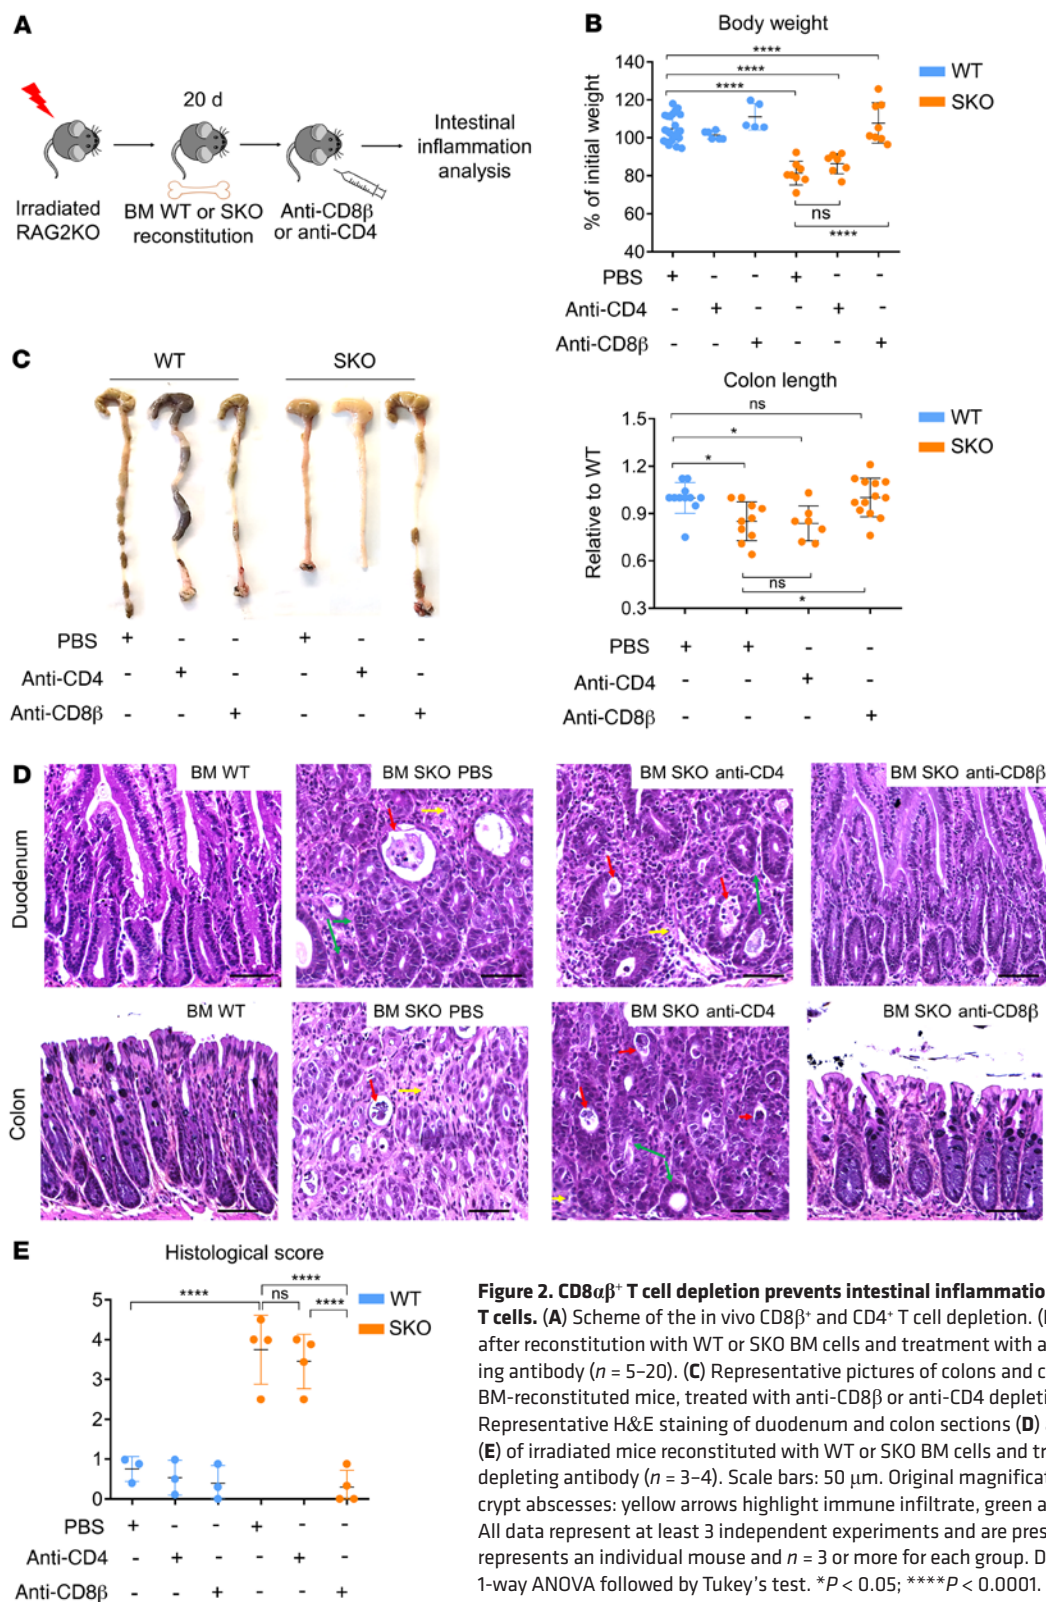 A
20 d
Irradiated
RAG2KO
BM WT or SKO
reconstitution
Anti-CD8β
or anti-CD4
Intestinal
inflammation
analysis
B
Body weight
% of initial weight
140
120
100
80
60
40
****
****
****
ns
****
WT
SKO
PBS + - - + - -
Anti-CD4 - + - - + -
Anti-CD8β - - + - - +
C
WT SKO
PBS + - - + - -
Anti-CD4 - + - - + -
Anti-CD8β - - + - - +
Colon length
Relative to WT
1.5
1.2
0.9
0.6
0.3
ns
*
*
ns
*
WT
SKO
PBS + + - -
Anti-CD4 - - + -
Anti-CD8β - - - +
D
Duodenum
BM WT
BM SKO PBS
BM SKO anti-CD4
BM SKO anti-CD8β
Colon
BM WT
BM SKO PBS
BM SKO anti-CD4
BM SKO anti-CD8β
E
Histological score
5
4
3
2
1
0
****
****
ns
****
WT
SKO
PBS + - - + - -
Anti-CD4 - + - - + -
Anti-CD8β - - + - - +
Figure 2. CD8αβ⁺ T cell depletion prevents intestinal inflammatio
T cells. (A) Scheme of the in vivo CD8β⁺ and CD4⁺ T cell depletion. (
after reconstitution with WT or SKO BM cells and treatment with a
ing antibody (n = 5–20). (C) Representative pictures of colons and c
BM-reconstituted mice, treated with anti-CD8β or anti-CD4 depleti
Representative H&E staining of duodenum and colon sections (D)
(E) of irradiated mice reconstituted with WT or SKO BM cells and tr
depleting antibody (n = 3–4). Scale bars: 50 μm. Original magnificat
crypt abscesses: yellow arrows highlight immune infiltrate, green a
All data represent at least 3 independent experiments and are pres
represents an individual mouse and n = 3 or more for each group. D
1-way ANOVA followed by Tukey's test. *P < 0.05; ****P < 0.0001.